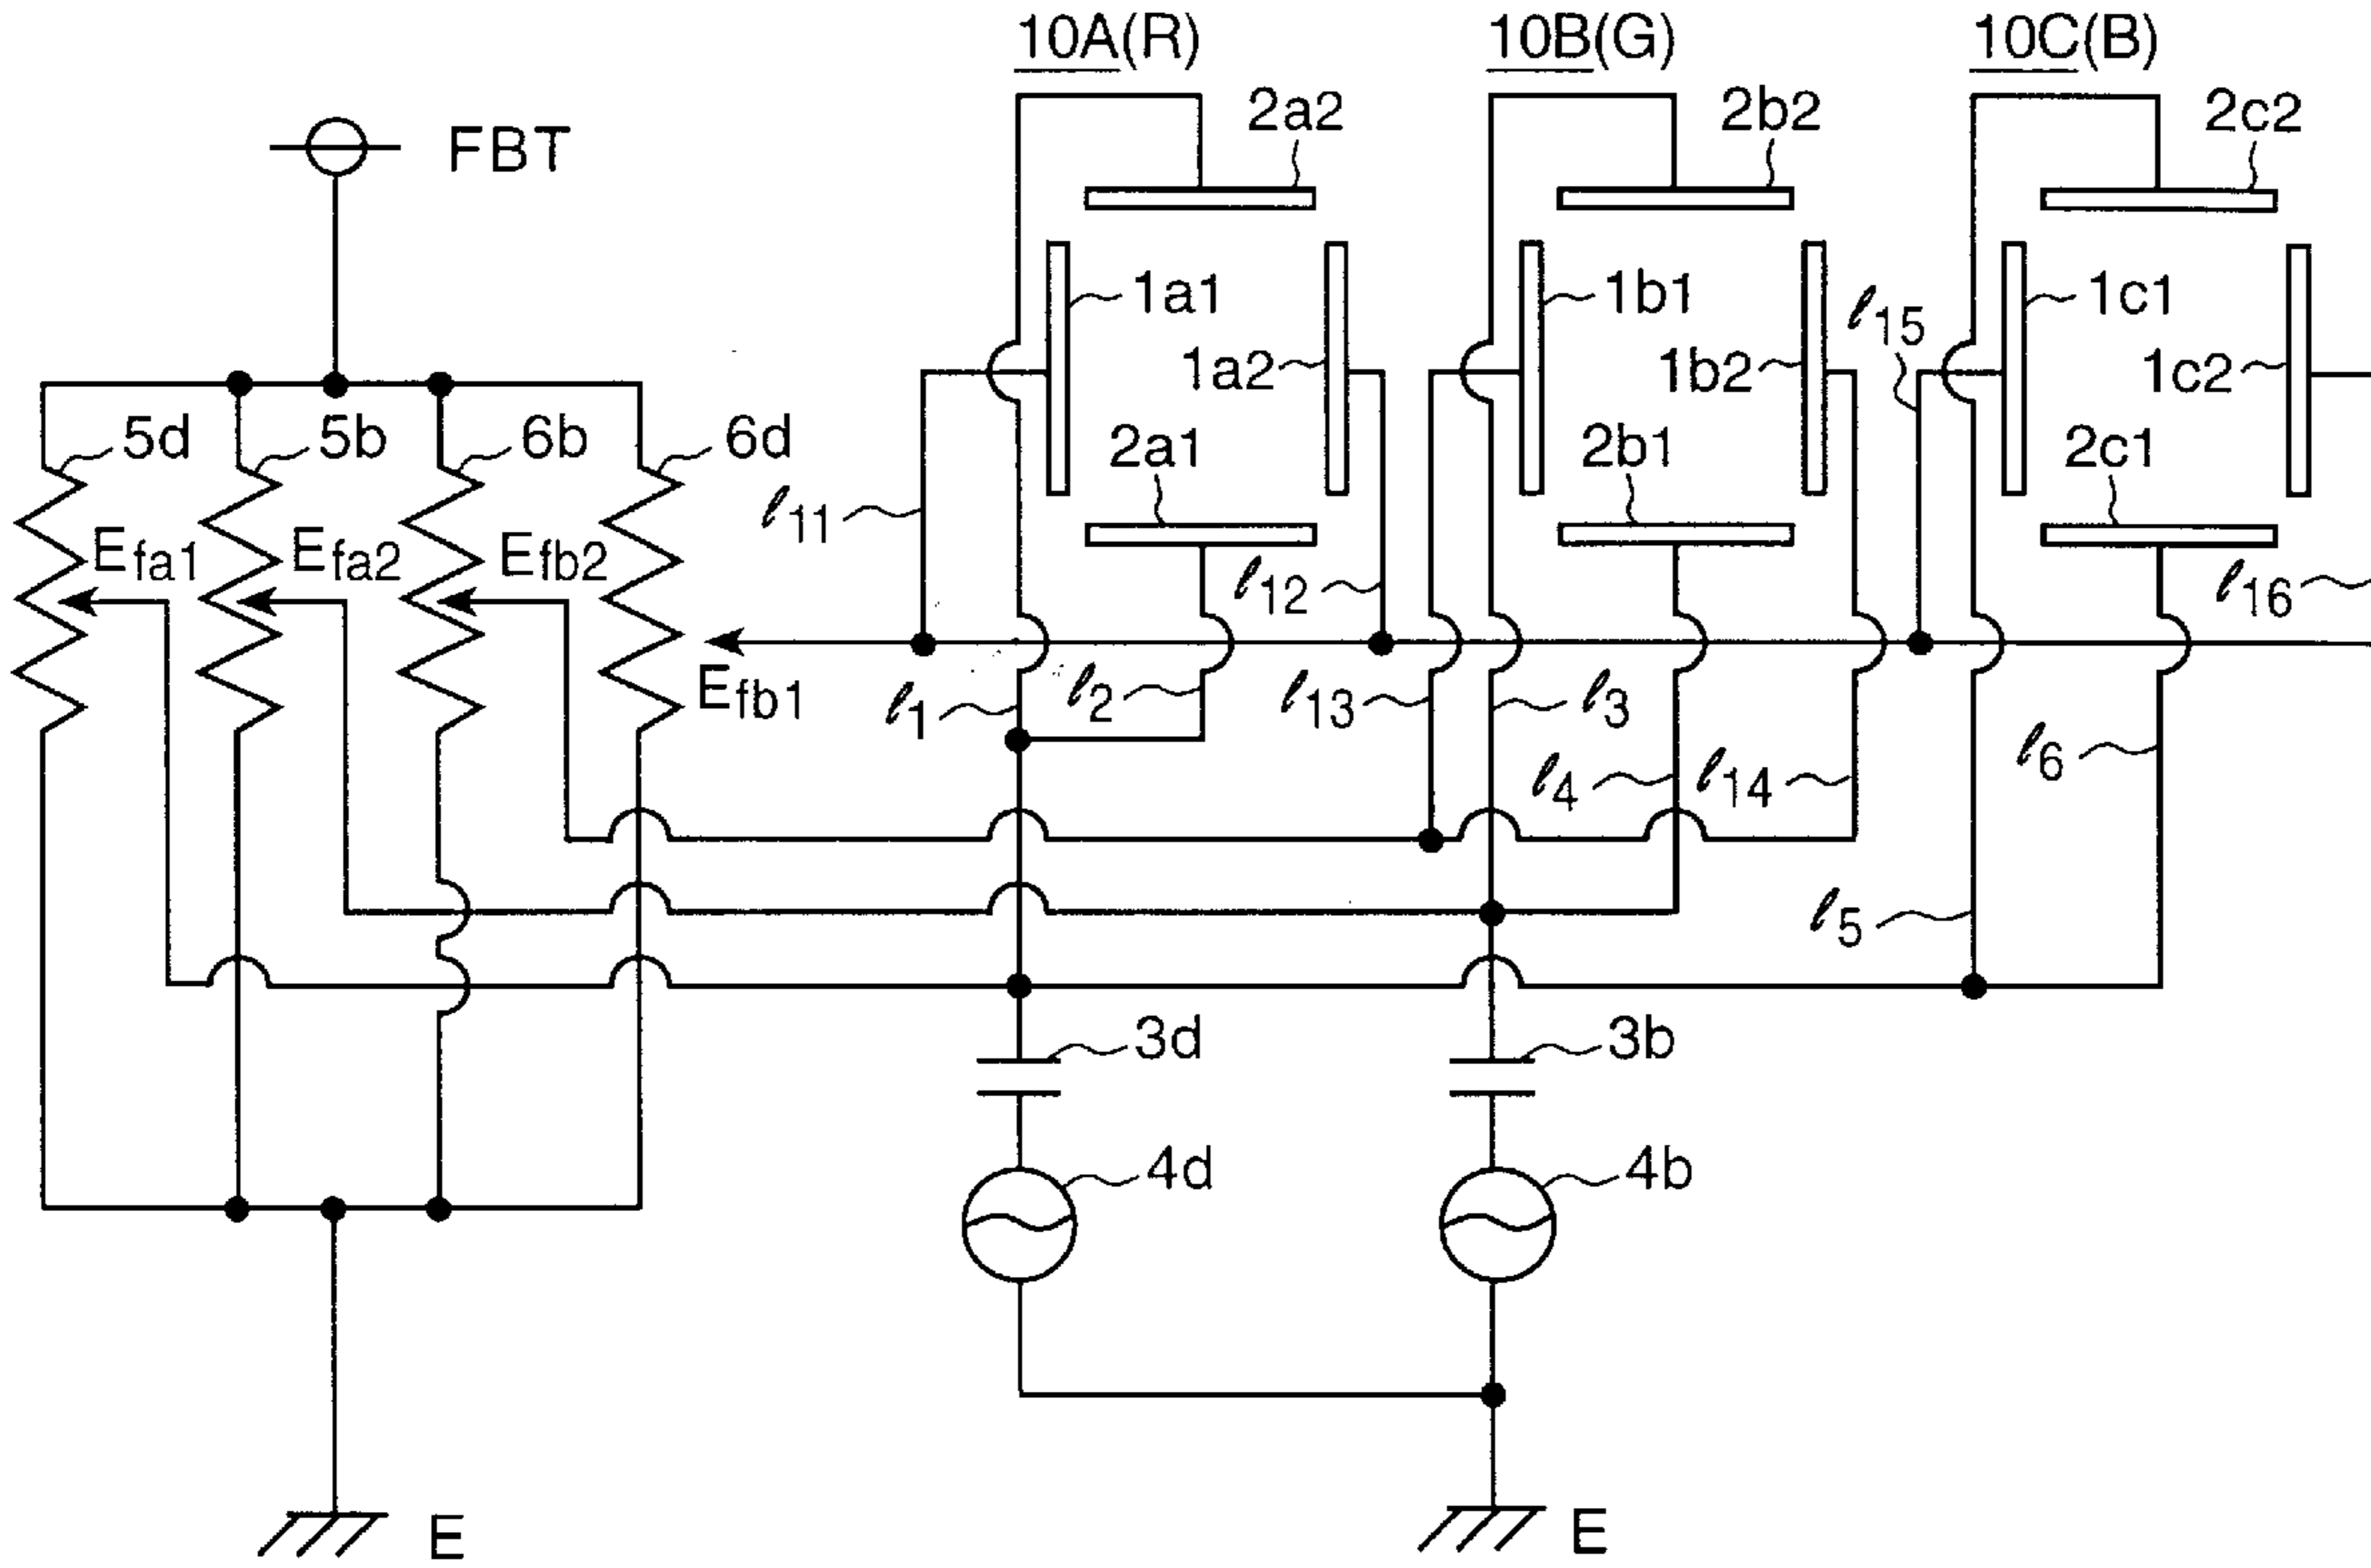 10A(R) 10B(G) 10C(B)
2a2 2b2 2c2
FBT
1a1 1b1 1c1
ℓ15
1a2 1b2 1c2
5d 5b 6b 6d
2a1 2b1 2c1
ℓ11
Efa1 Efa2 Efb2
ℓ12 ℓ16
Efb1
ℓ1 ℓ2 ℓ13 ℓ3
ℓ4 ℓ14 ℓ6
ℓ5
3d 3b
4d 4b
E E